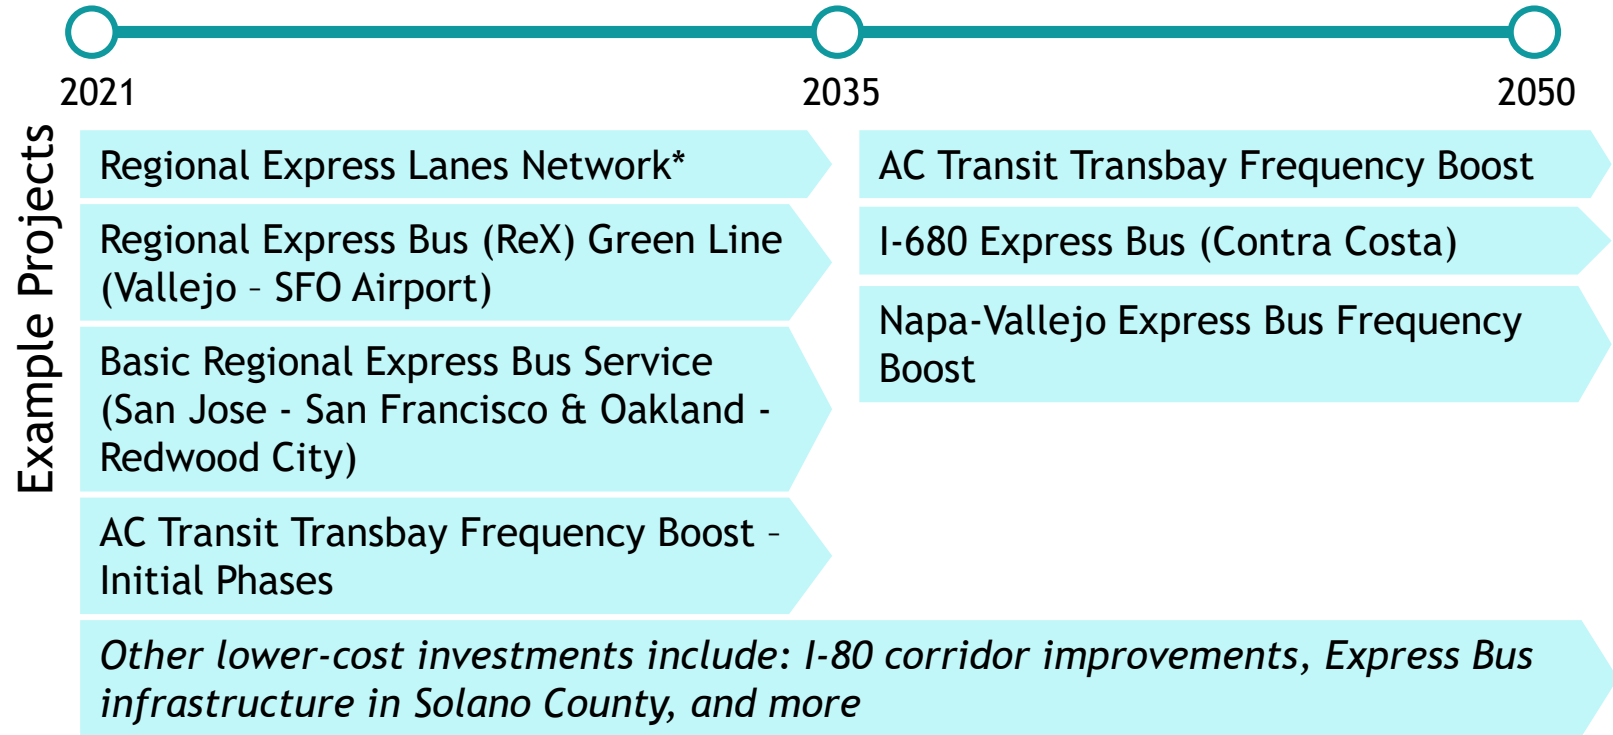 2021
2035
2050
Example Projects
Regional Express Lanes Network*
Regional Express Bus (ReX) Green Line
(Vallejo – SFO Airport)
Basic Regional Express Bus Service
(San Jose - San Francisco & Oakland -
Redwood City)
AC Transit Transbay Frequency Boost –
Initial Phases
AC Transit Transbay Frequency Boost
I-680 Express Bus (Contra Costa)
Napa-Vallejo Express Bus Frequency
Boost
Other lower-cost investments include: I-80 corridor improvements, Express Bus
infrastructure in Solano County, and more